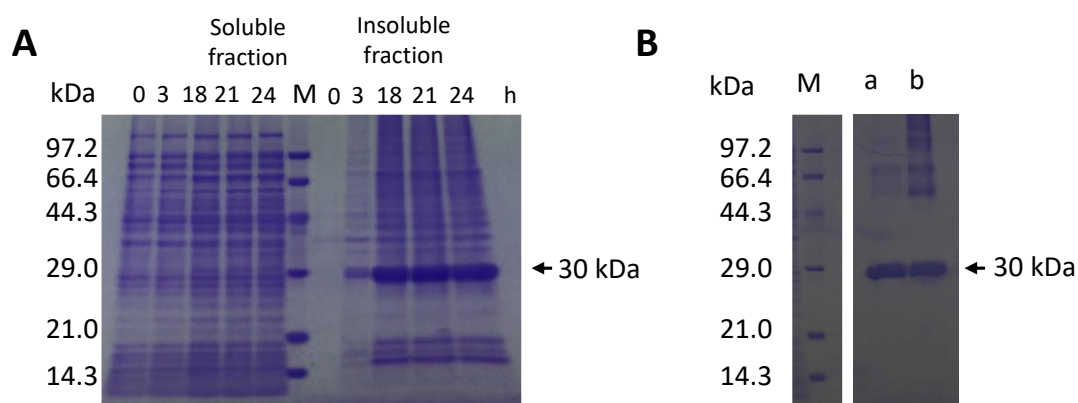 A
Soluble
fraction
Insoluble
fraction
kDa 0 3 18 21 24 M 0 3 18 21 24 h
97.2
66.4
44.3
29.0
21.0
14.3
30 kDa
B
kDa M a b
97.2
66.4
44.3
29.0
21.0
14.3
30 kDa